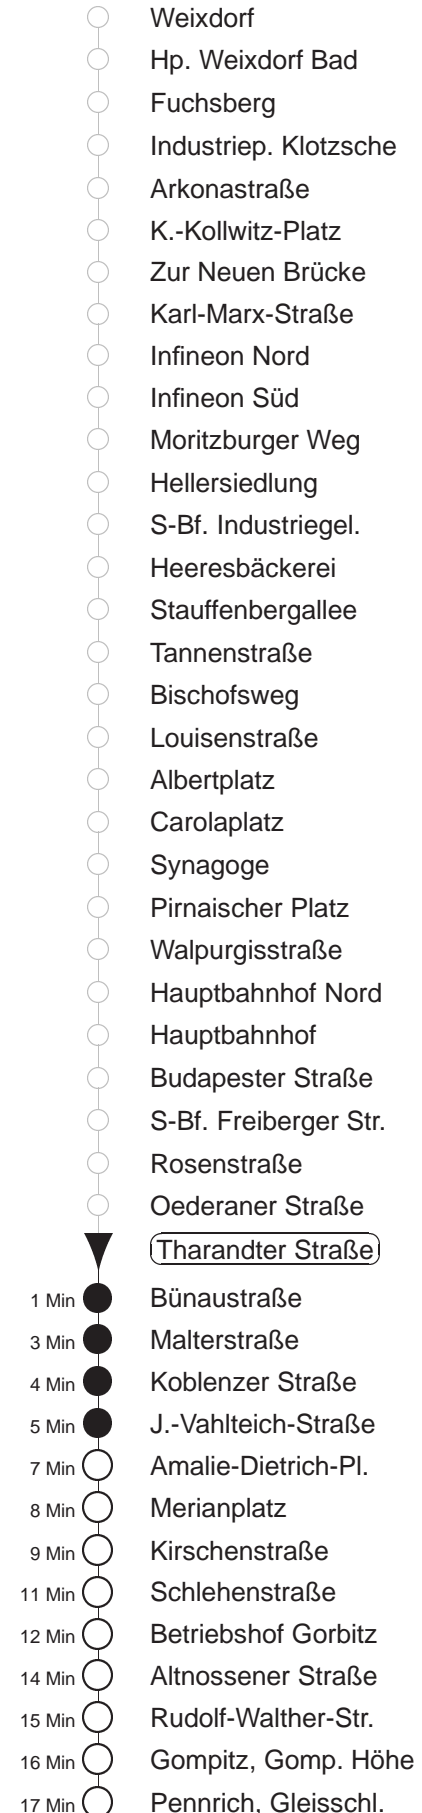 Weixdorf
Hp. Weixdorf Bad
Fuchsberg
Industriep. Klotzsche
Arkonastraße
K.-Kollwitz-Platz
Zur Neuen Brücke
Karl-Marx-Straße
Infineon Nord
Infineon Süd
Moritzburger Weg
Hellersiedlung
S-Bf. Industriegel.
Heeresbäckerei
Stauffenbergallee
Tannenstraße
Bischofsweg
Louisenstraße
Albertplatz
Carolaplatz
Synagoge
Pirnaischer Platz
Walpurgisstraße
Hauptbahnhof Nord
Hauptbahnhof
Budapester Straße
S-Bf. Freiberger Str.
Rosenstraße
Oederaner Straße
Tharandter Straße
1 Min Bünaustraße
3 Min Malterstraße
4 Min Koblenzer Straße
5 Min J.-Vahlteich-Straße
7 Min Amalie-Dietrich-Pl.
8 Min Merianplatz
9 Min Kirschenstraße
11 Min Schlehenstraße
12 Min Betriebshof Gorbitz
14 Min Altnossener Straße
15 Min Rudolf-Walther-Str.
16 Min Gompitz, Gomp. Höhe
17 Min Pennrich, Gleisschl.